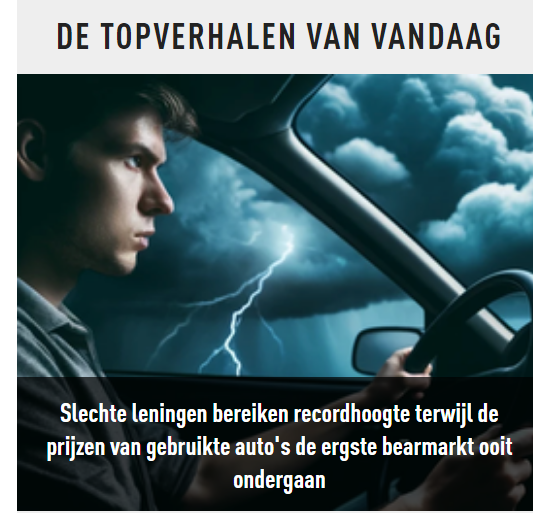 DE TOPVERHALEN VAN VANDAAG
Slechte leningen bereiken recordhoogte terwijl de
prijzen van gebruikte auto's de ergste bearmarkt ooit
ondergaan